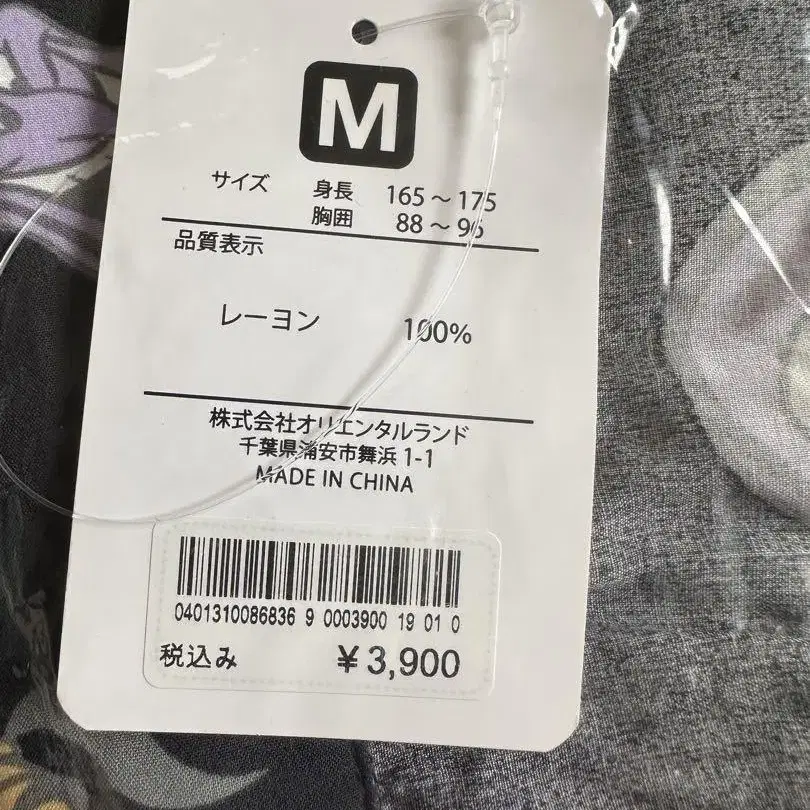 M
サイズ 身長 165～175
胸囲 88～96
品質表示
レーヨン 100%
株式会社オリエンタルランド
千葉県浦安市舞浜 1-1
MADE IN CHINA
0401310086836 9 0003900 19 01 0
税込み ￥3,900